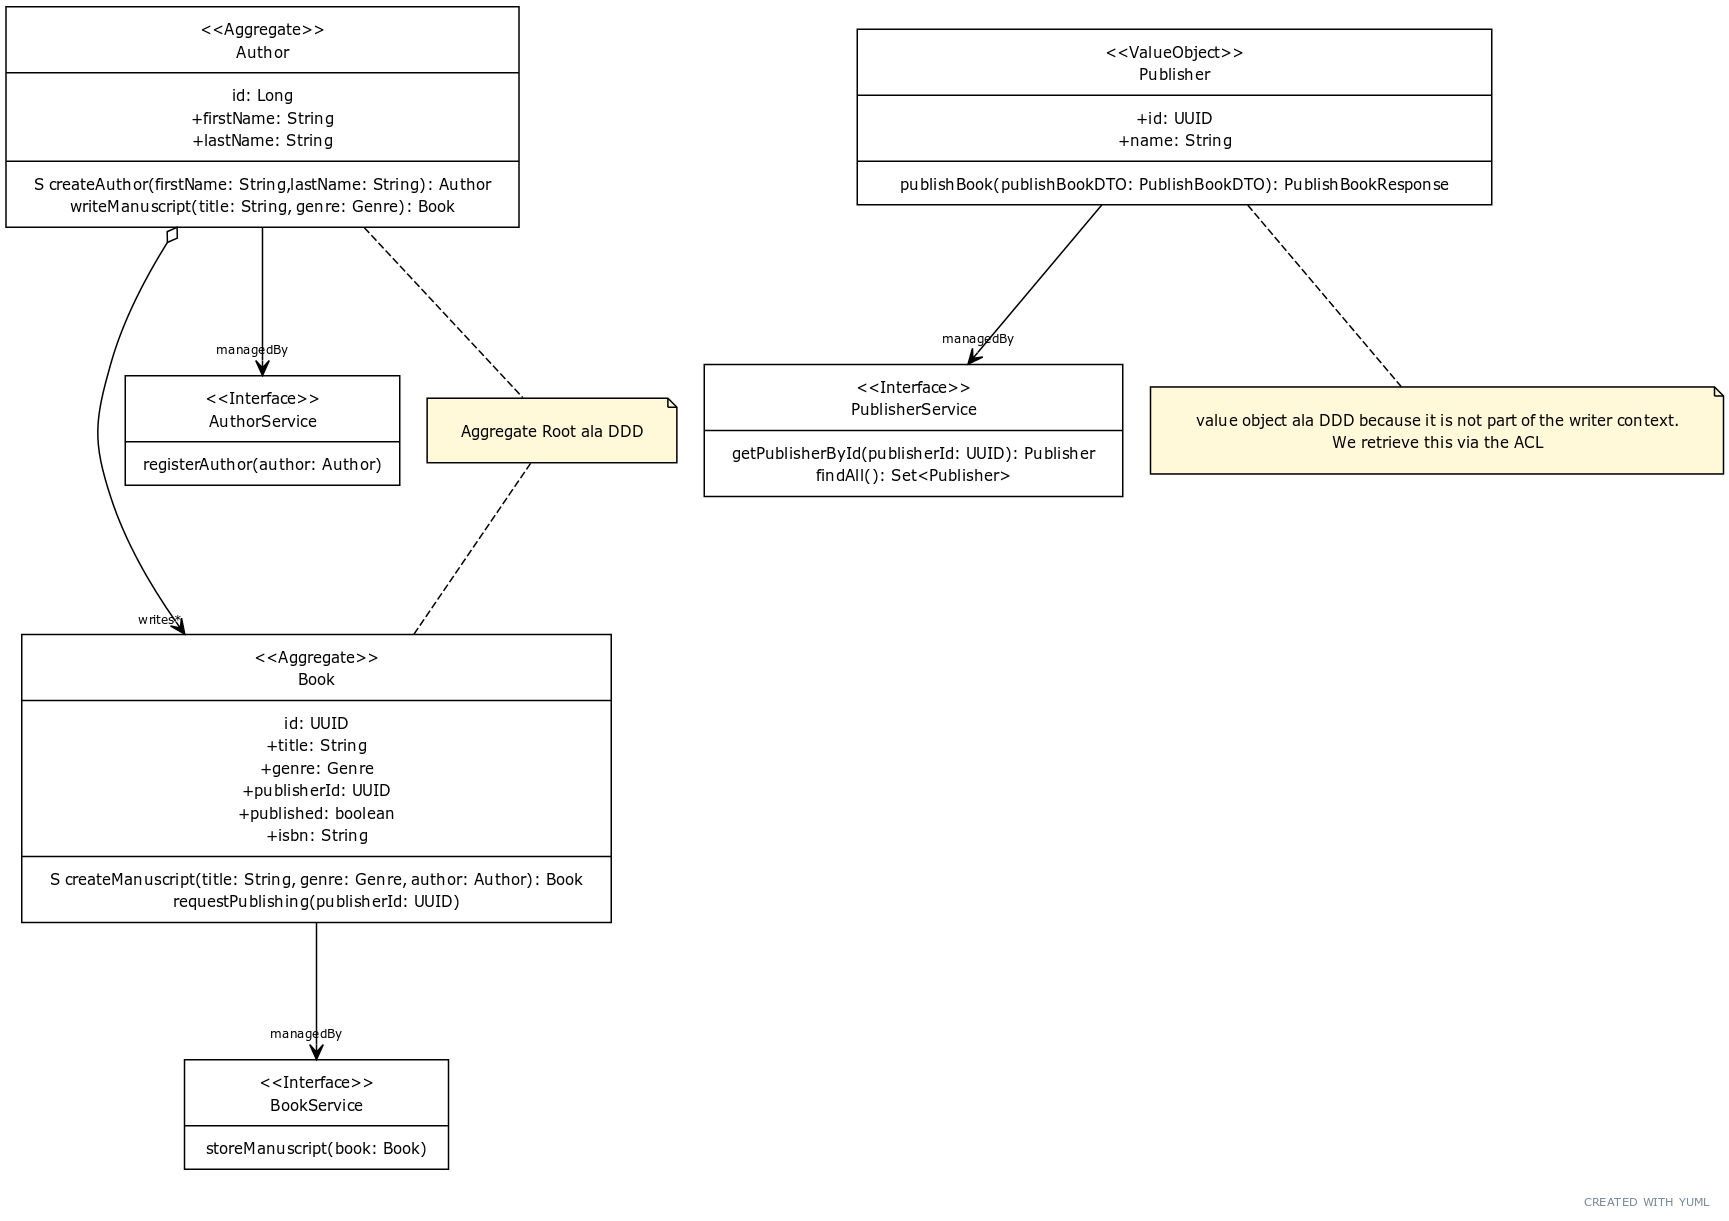 <<Aggregate>>
Author
id: Long
+firstName: String
+lastName: String
S createAuthor(firstName: String,lastName: String): Author
writeManuscript(title: String, genre: Genre): Book
<<ValueObject>>
Publisher
+id: UUID
+name: String
publishBook(publishBookDTO: PublishBookDTO): PublishBookResponse
managedBy
managedBy
<<Interface>>
AuthorService
registerAuthor(author: Author)
Aggregate Root ala DDD
<<Interface>>
PublisherService
getPublisherById(publisherId: UUID): Publisher
findAll(): Set<Publisher>
value object ala DDD because it is not part of the writer context.
We retrieve this via the ACL
writes*
<<Aggregate>>
Book
id: UUID
+title: String
+genre: Genre
+publisherId: UUID
+published: boolean
+isbn: String
S createManuscript(title: String, genre: Genre, author: Author): Book
requestPublishing(publisherId: UUID)
managedBy
<<Interface>>
BookService
storeManuscript(book: Book)
CREATED WITH YUML